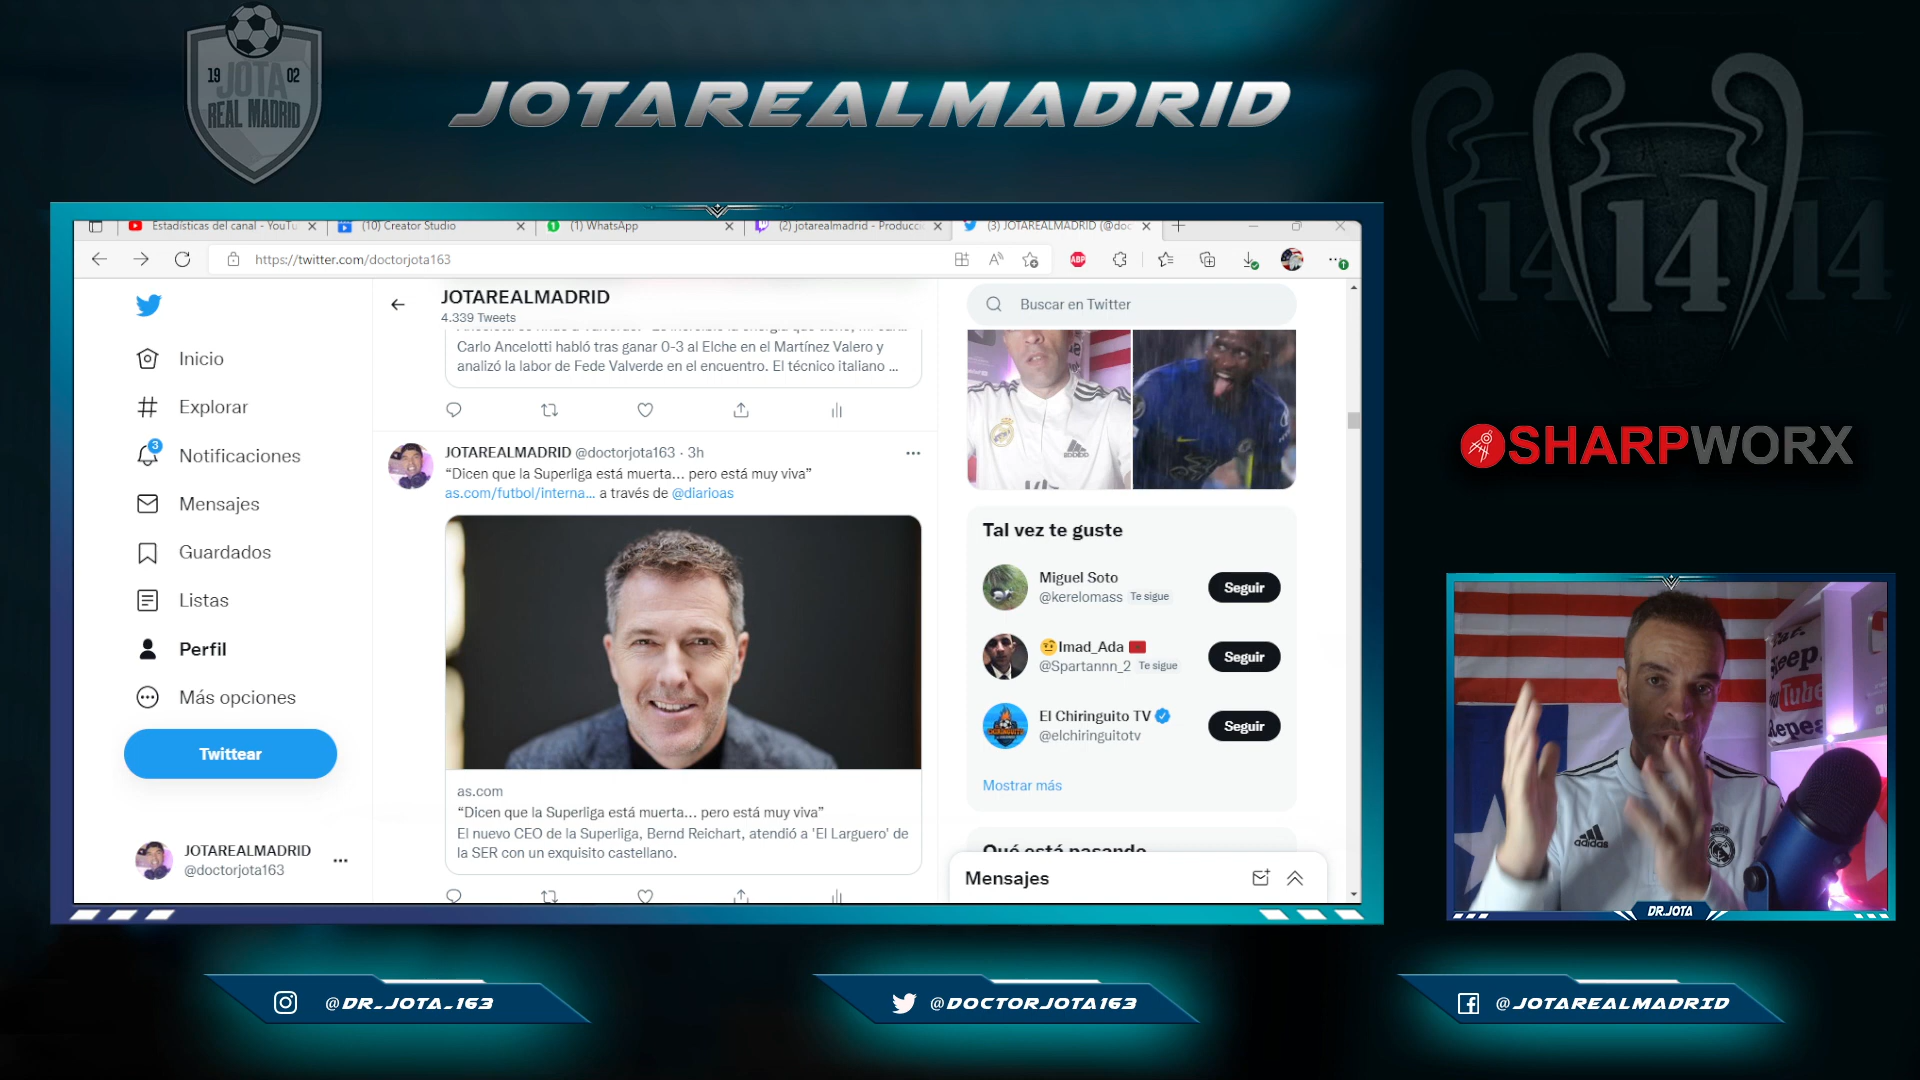 19 02
JOTA
REAL MADRID
JOTAREALMADRID
14 14 14
SHARPWORX
Estadísticas del canal - YouTu
(10) Creator Studio
(1) WhatsApp
(2) jotarealmadrid - Producci
(3) JOTAREALMADRID (@doc
https://twitter.com/doctorjota163
ABP
Inicio
Explorar
3
Notificaciones
Mensajes
Guardados
Listas
Perfil
Más opciones
Twittear
JOTAREALMADRID
@doctorjota163
JOTAREALMADRID
4.339 Tweets
Carlo Ancelotti habló tras ganar 0-3 al Elche en el Martínez Valero y
analizó la labor de Fede Valverde en el encuentro. El técnico italiano ...
JOTAREALMADRID @doctorjota163 · 3h
“Dicen que la Superliga está muerta... pero está muy viva”
as.com/futbol/interna... a través de @diarioas
as.com
“Dicen que la Superliga está muerta... pero está muy viva”
El nuevo CEO de la Superliga, Bernd Reichart, atendió a 'El Larguero' de
la SER con un exquisito castellano.
Buscar en Twitter
Tal vez te guste
Miguel Soto
@kerelomass Te sigue
Seguir
Imad_Ada
@Spartannn_2 Te sigue
Seguir
El Chiringuito TV
@elchiringuitotv
Seguir
Mostrar más
Qué está pasando
Mensajes
Keep
Tube
Repeat
adidas
DR.JOTA
@DR_JOTA_163
@DOCTORJOTA163
@JOTAREALMADRID